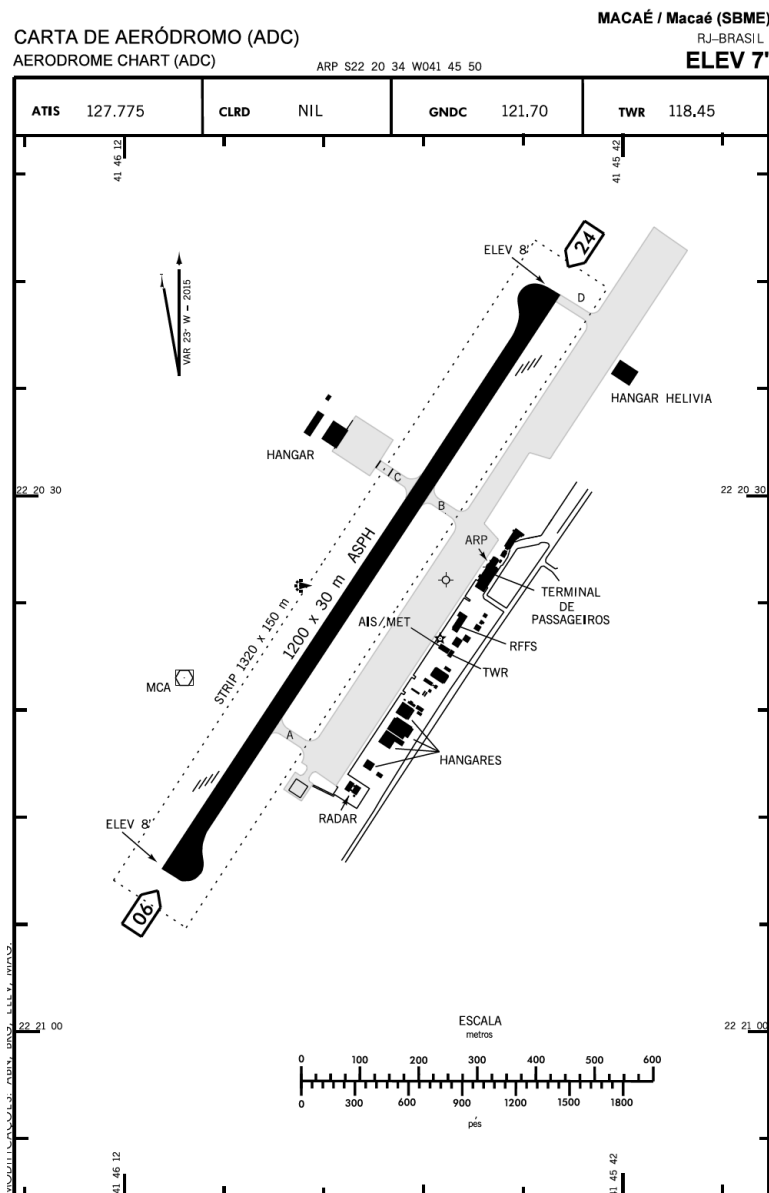 MACAÉ / Macaé (SBME)
CARTA DE AERÓDROMO (ADC)
RJ–BRASIL
AERODROME CHART (ADC)
ARP S22 20 34 W041 45 50
ELEV 7'
ATIS 127.775
CLRD NIL
GNDC 121.70
TWR 118.45
41 46 12
41 45 42
24
ELEV 8'
VAR 23° W – 2015
D
HANGAR HELIVIA
HANGAR
C
22 20 30
22 20 30
B
ARP
1200 x 30 m ASPH
TERMINAL
DE
PASSAGEIROS
STRIP 1320 x 150 m
AIS/MET
RFFS
TWR
MCA
A
HANGARES
RADAR
ELEV 8'
06
22 21 00
22 21 00
ESCALA
metros
0 100 200 300 400 500 600
0 300 600 900 1200 1500 1800
pés
MODIFICAÇÕES: ABN, BRG, ELEV, MAG.
41 46 12
41 45 42